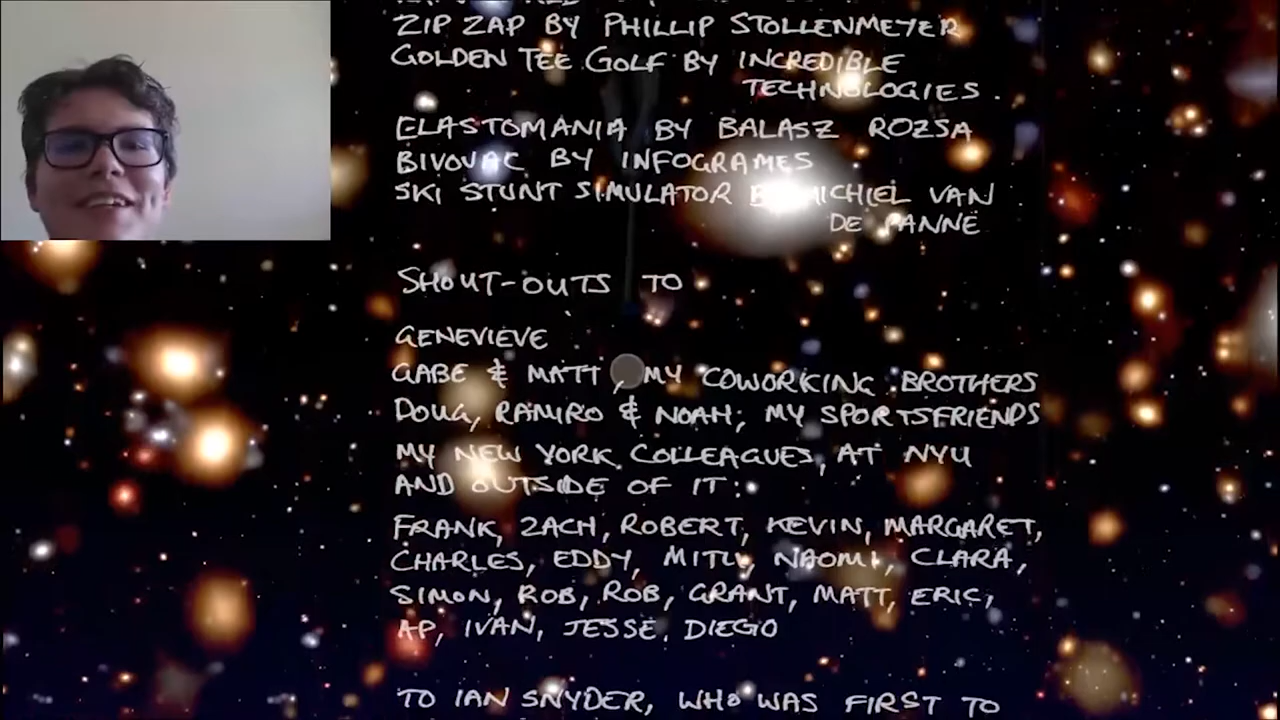 ZIP ZAP BY PHILLIP STOLLENMEYER
GOLDEN TEE GOLF BY INCREDIBLE
TECHNOLOGIES.
ELASTOMANIA BY BALASZ ROZSA
BIVOUAC BY INFOGRAMES
SKI STUNT SIMULATOR BY MICHIEL VAN
DE PANNE
SHOUT-OUTS TO
GENEVIEVE
GABE & MATT, MY COWORKING BROTHERS
DOUG, RAMIRO & NOAH; MY SPORTSFRIENDS
MY NEW YORK COLLEAGUES, AT NYU
AND OUTSIDE OF IT:
FRANK, ZACH, ROBERT, KEVIN, MARGARET,
CHARLES, EDDY, MITU, NAOMI, CLARA,
SIMON, ROB, ROB, GRANT, MATT, ERIC,
AP, IVAN, JESSE, DIEGO
TO IAN SNYDER, WHO WAS FIRST TO